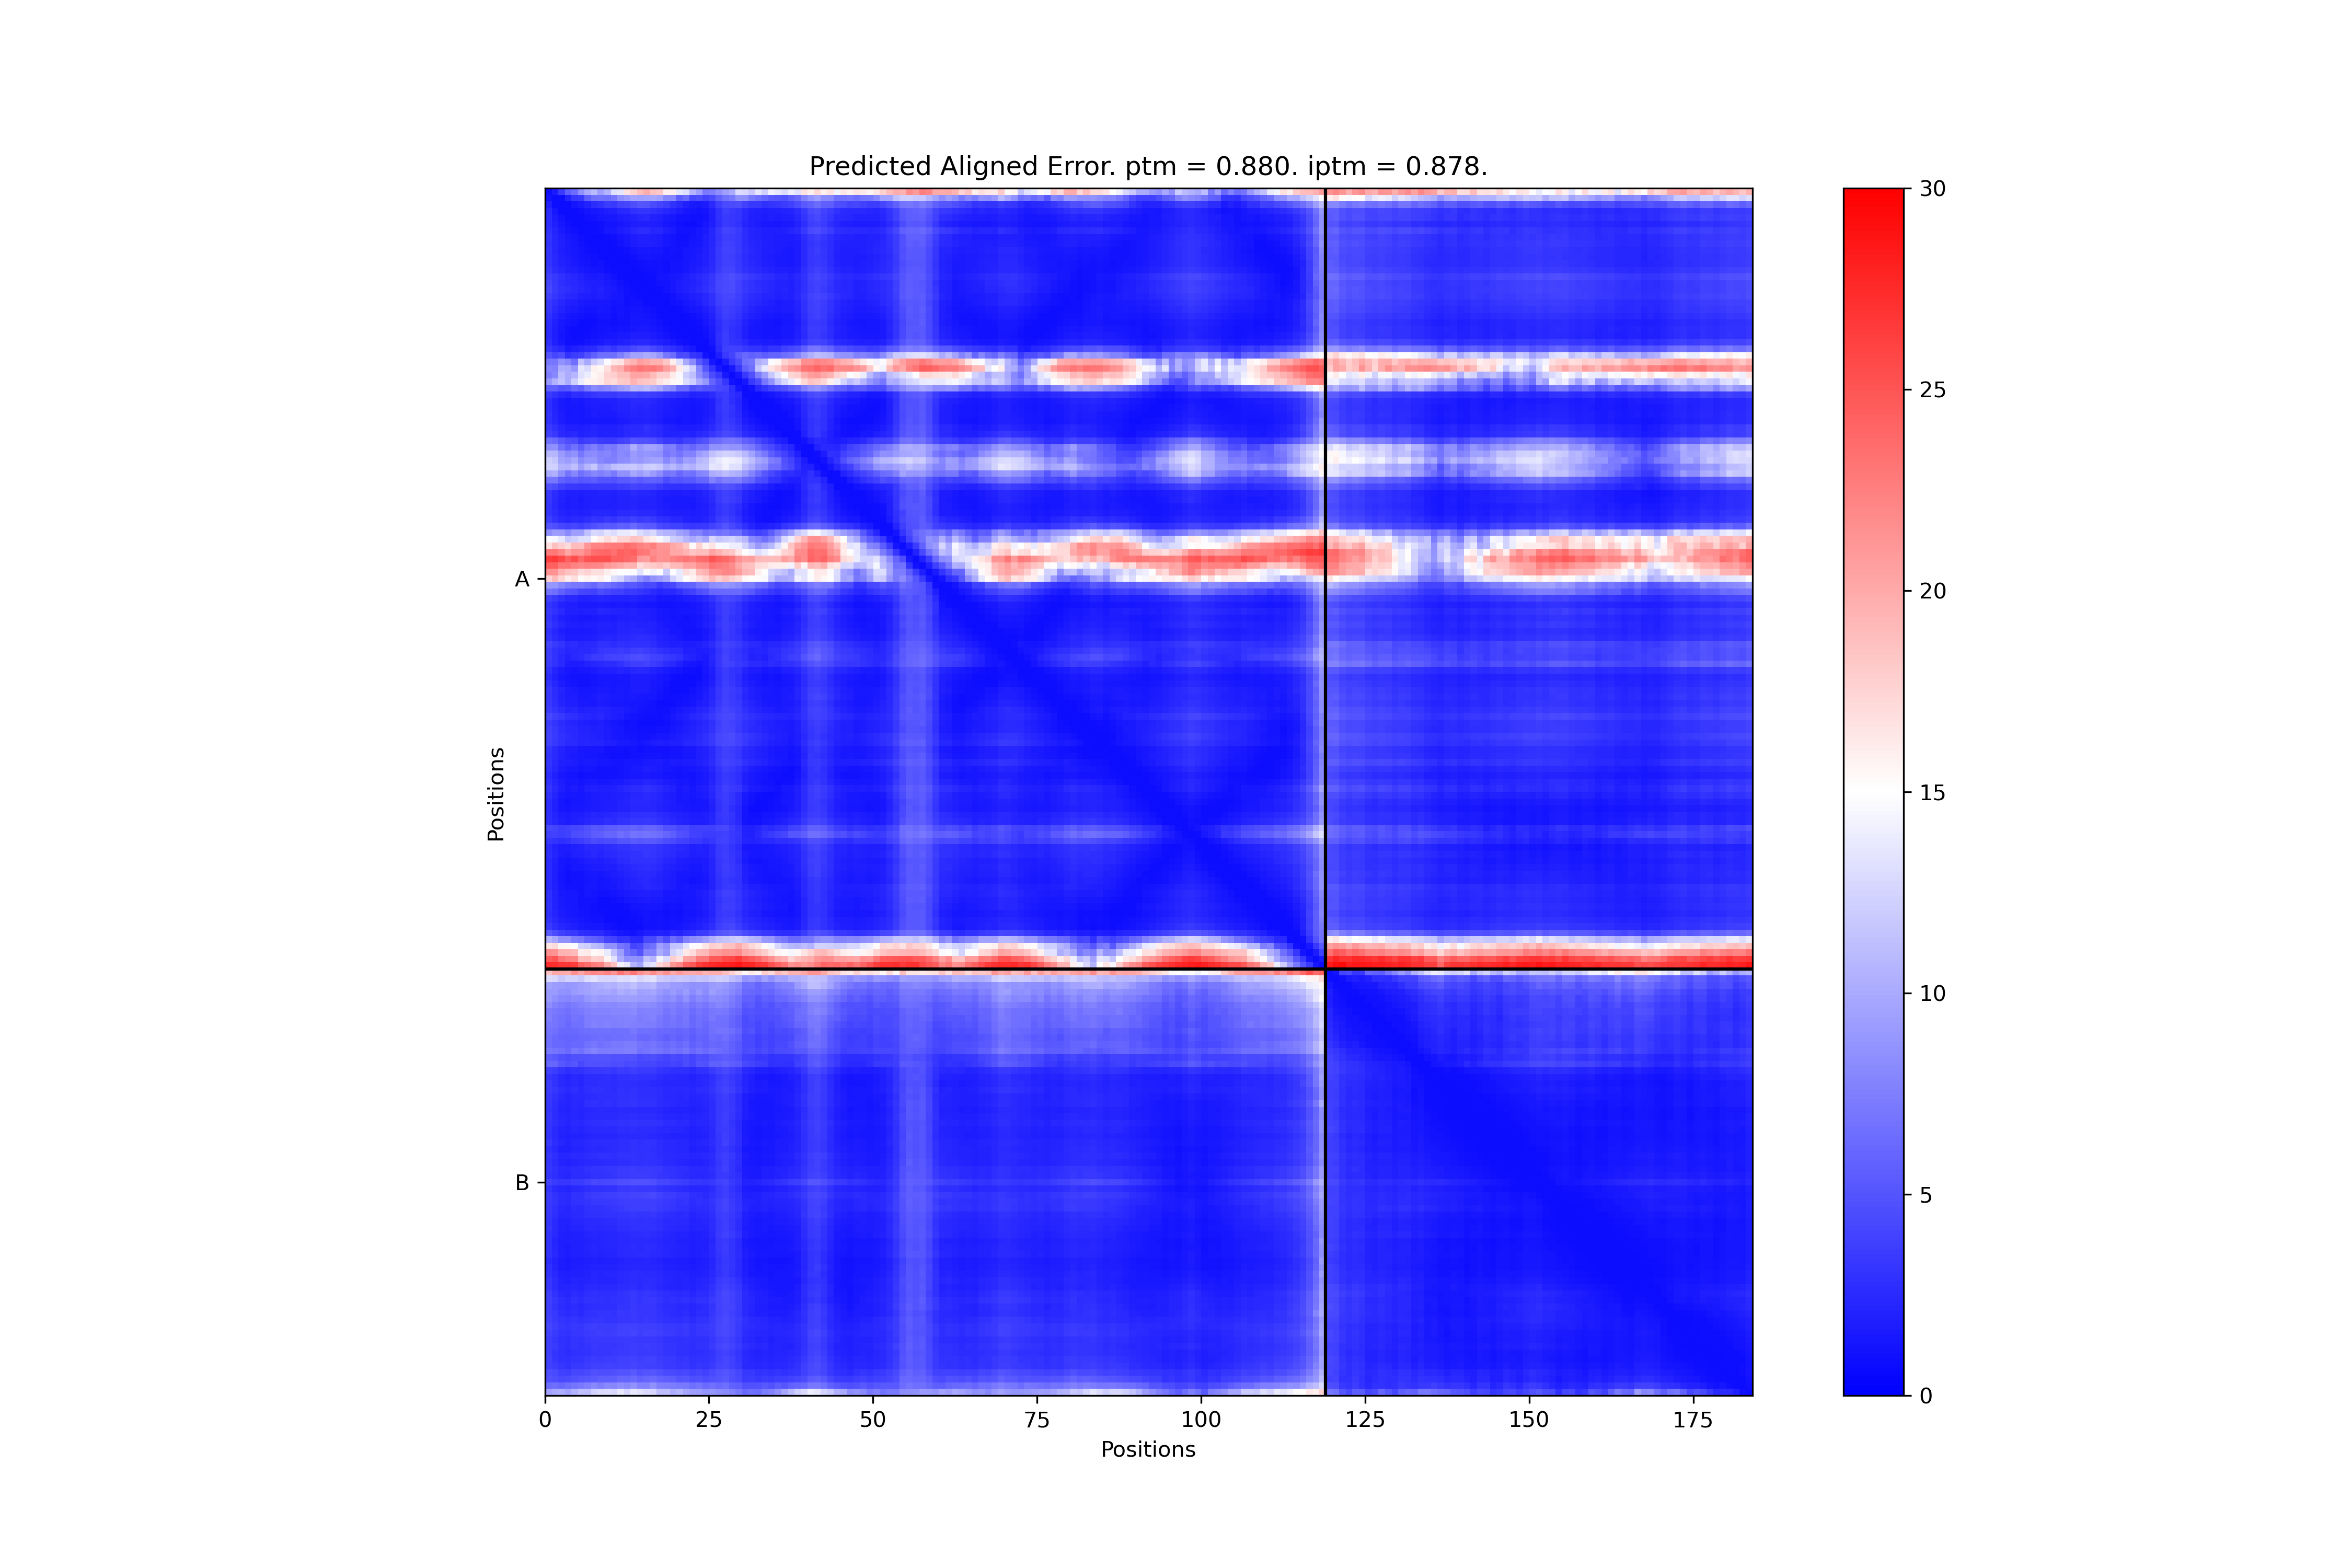 Predicted Aligned Error. ptm = 0.880. iptm = 0.878.
30
25
20
15
10
5
0
A
B
Positions
0 25 50 75 100 125 150 175
Positions